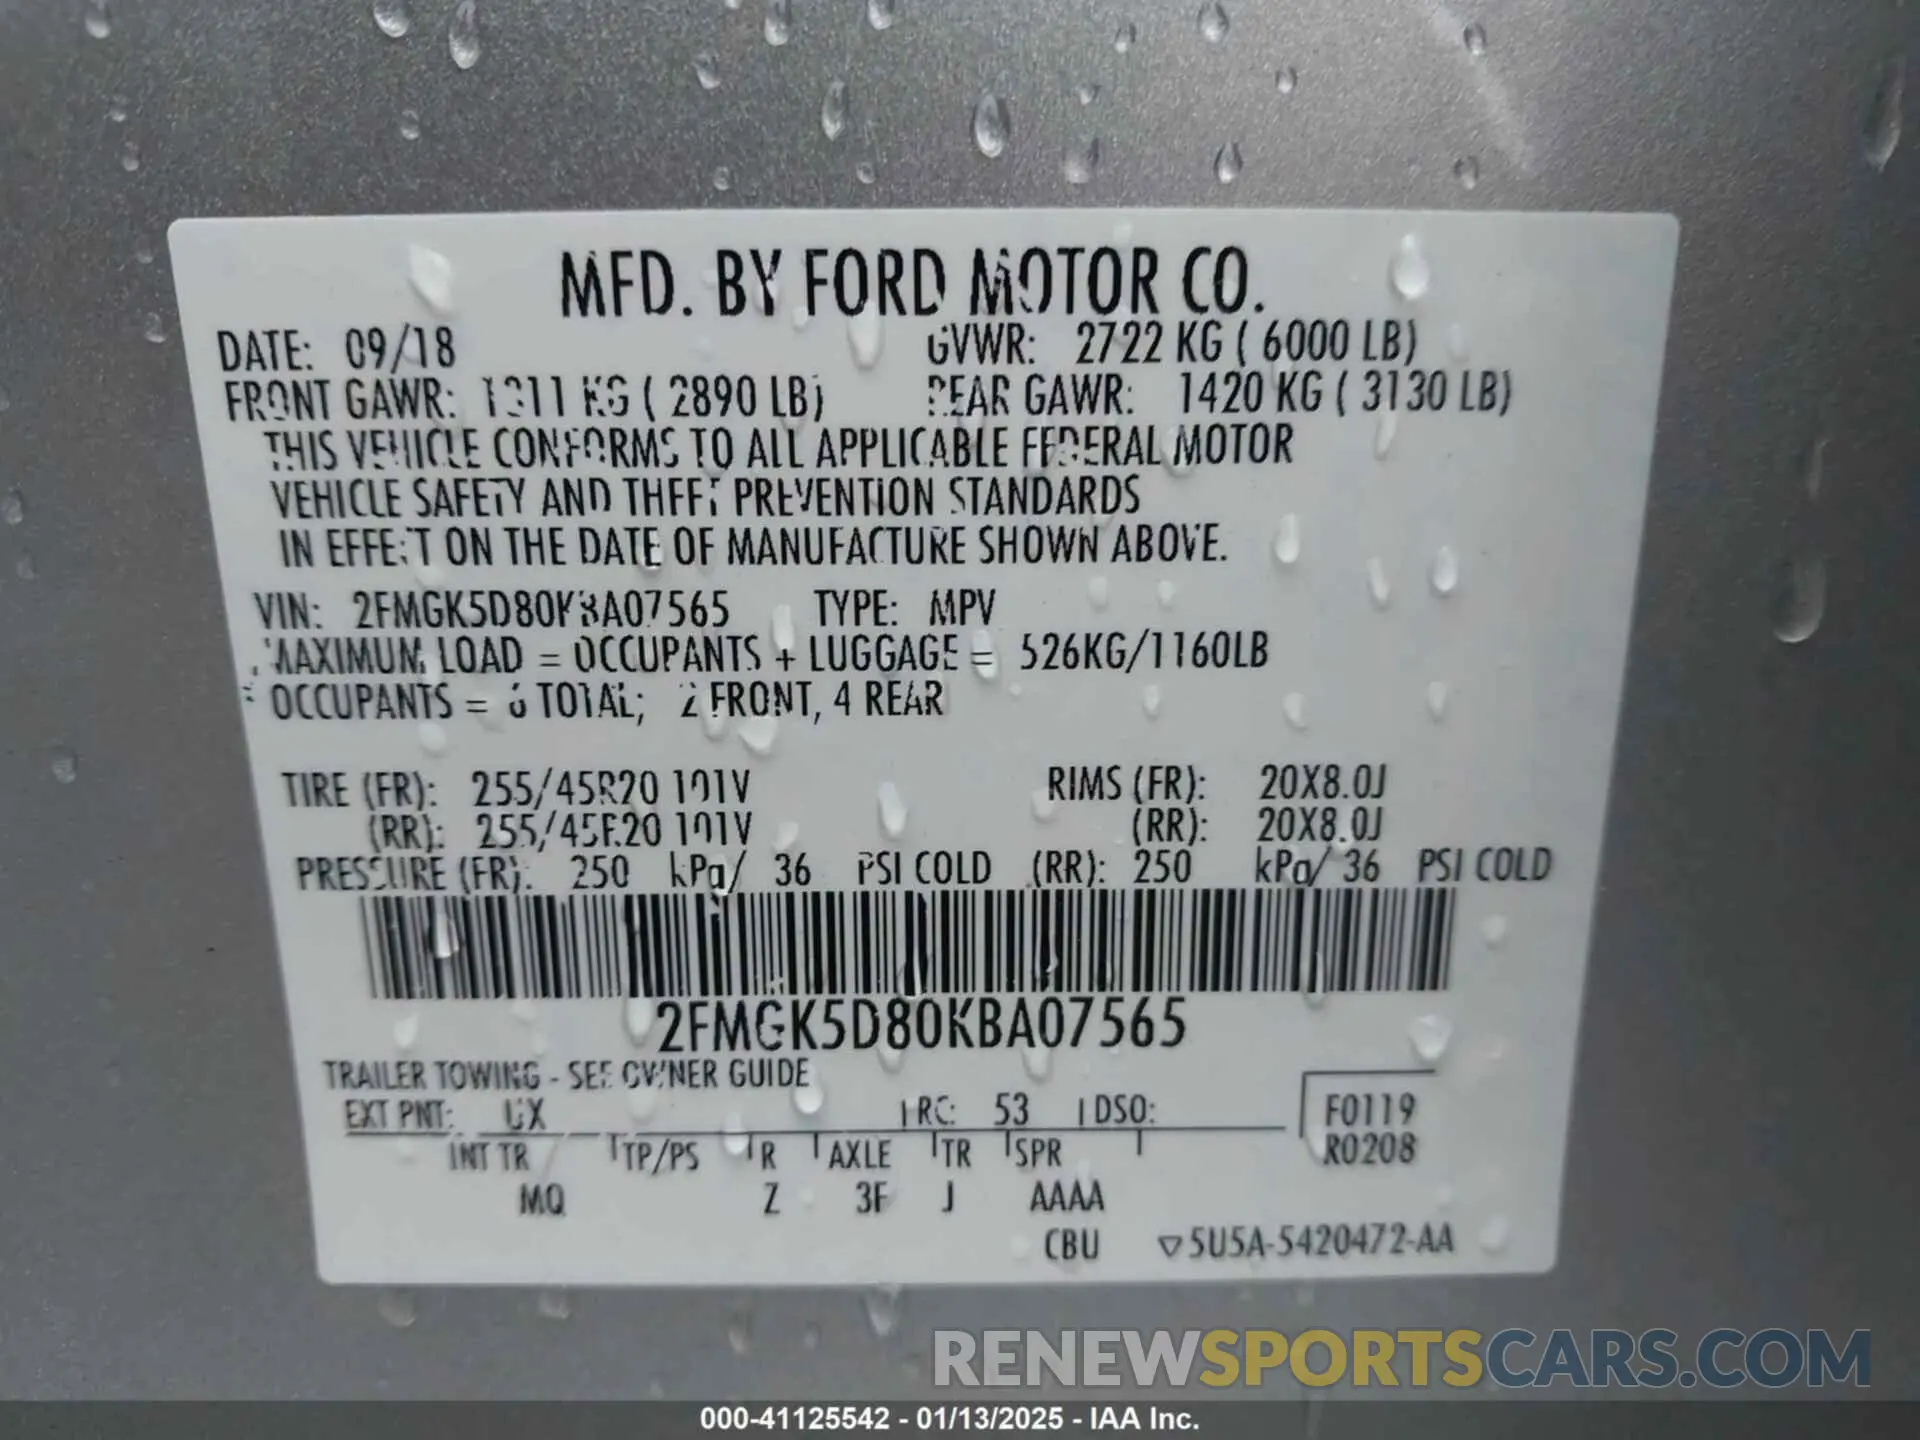 MFD. BY FORD MOTOR CO.
DATE: 09/18 GVWR: 2722 KG ( 6000 LB)
FRONT GAWR: 1311 KG ( 2890 LB) REAR GAWR: 1420 KG ( 3130 LB)
THIS VEHICLE CONFORMS TO ALL APPLICABLE FEDERAL MOTOR
VEHICLE SAFETY AND THEFT PREVENTION STANDARDS
IN EFFECT ON THE DATE OF MANUFACTURE SHOWN ABOVE.
VIN: 2FMGK5D80KBA07565 TYPE: MPV
MAXIMUM LOAD = OCCUPANTS + LUGGAGE = 526KG/1160LB
OCCUPANTS = 6 TOTAL; 2 FRONT, 4 REAR
TIRE (FR): 255/45R20 101V RIMS (FR): 20X8.0J
(RR): 255/45R20 101V (RR): 20X8.0J
PRESSURE (FR): 250 kPa/ 36 PSI COLD (RR): 250 kPa/ 36 PSI COLD
2FMGK5D80KBA07565
TRAILER TOWING - SEE OWNER GUIDE
EXT PNT: UX RC: 53 DSO: F0119
INT TR TP/PS R AXLE TR SPR R0208
MQ Z 3F J AAAA
CBU ▽5U5A-5420472-AA
RENEWSPORTSCARS.COM
000-41125542 - 01/13/2025 - IAA Inc.